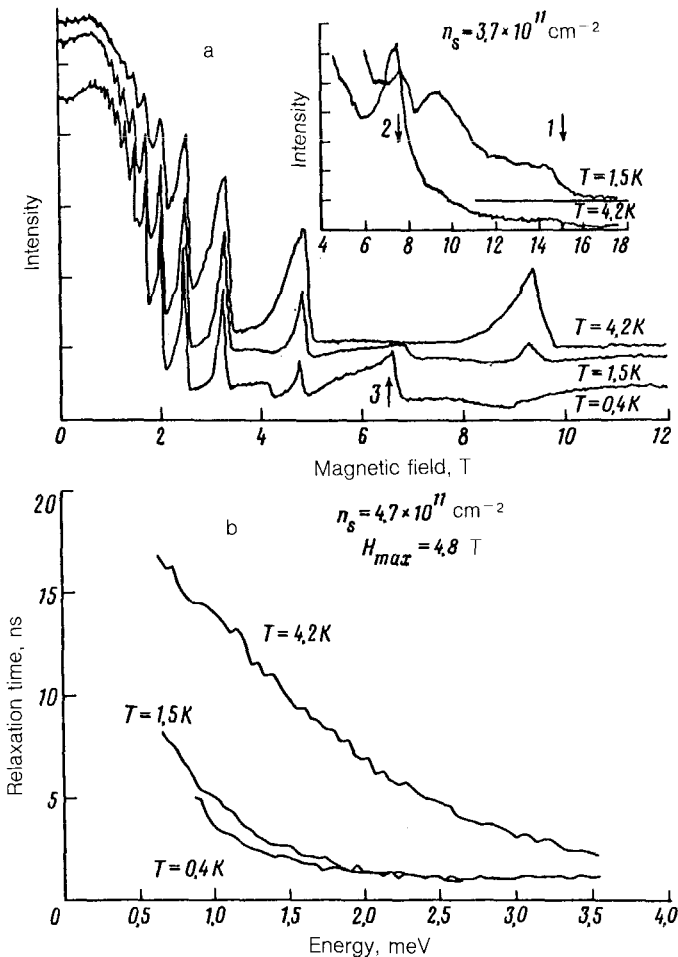 a
n_s = 3,7 × 10^11 cm^-2
Intensity
2 ↓
1 ↓
T = 1,5 K
T = 4,2 K
4 6 8 10 12 14 16 18
Intensity
T = 4,2 K
T = 1,5 K
T = 0,4 K
3 ↑
0 2 4 6 8 10 12
Magnetic field, T
b
n_s = 4,7 × 10^11 cm^-2
H_max = 4,8 T
20
15
10
5
Relaxation time, ns
T = 4,2 K
T = 1,5 K
T = 0,4 K
0 0,5 1,0 1,5 2,0 2,5 3,0 3,5 4,0
Energy, meV